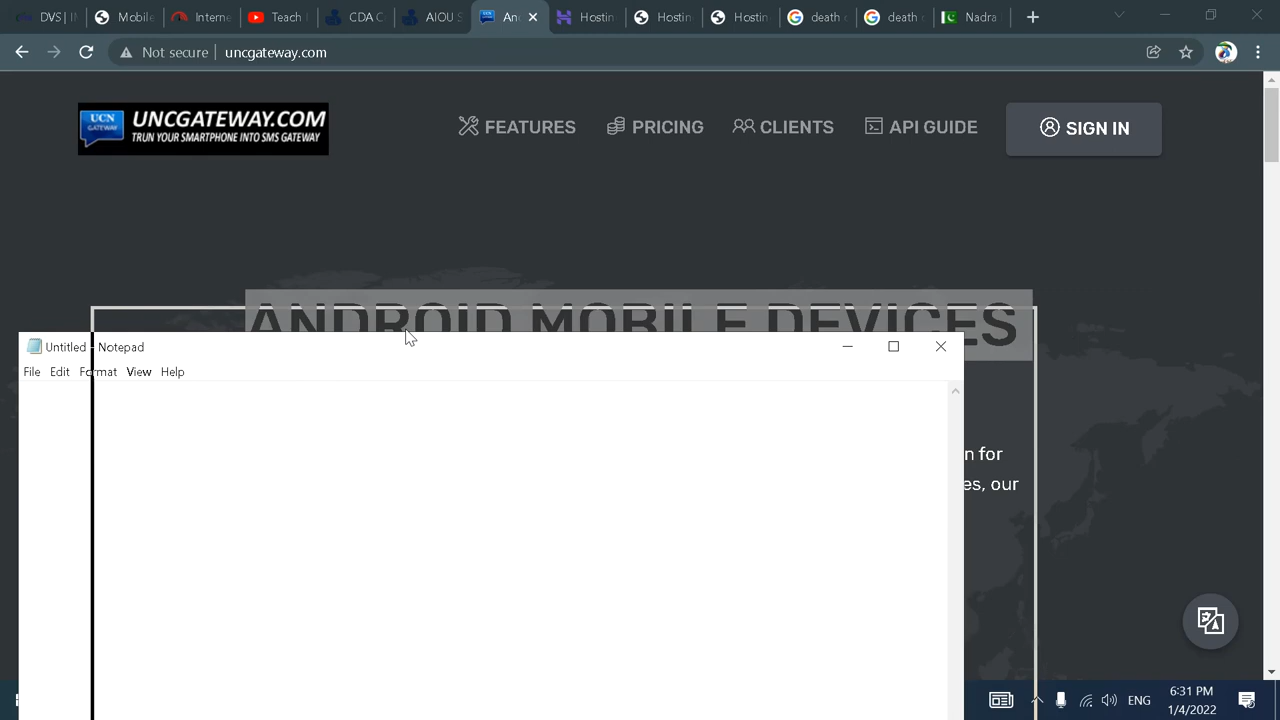 DVS | M
Mobile
Interne
Teach
CDA C
AIOU S
An
Hostin
Hostin
Hostin
death c
death c
Nadra
Not secure | uncgateway.com
UCN GATEWAY
UNCGATEWAY.COM
TRUN YOUR SMARTPHONE INTO SMS GATEWAY
FEATURES
PRICING
CLIENTS
API GUIDE
SIGN IN
ANDROID MOBILE DEVICES
Untitled - Notepad
File Edit Format View Help
n for
es, our
ENG
6:31 PM
1/4/2022